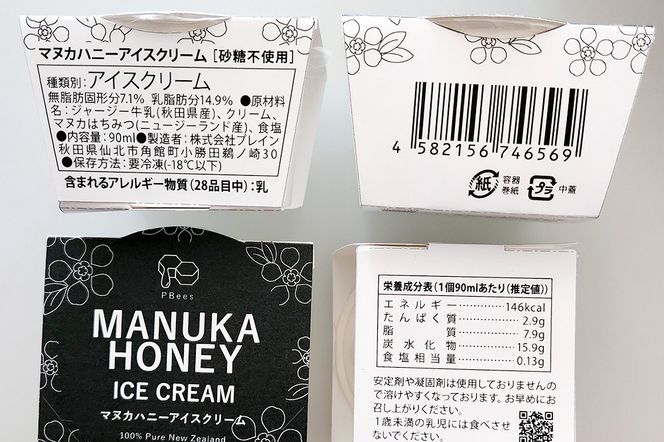 マヌカハニーアイスクリーム［砂糖不使用］
種類別：アイスクリーム
無脂肪固形分7.1% 乳脂肪分14.9% ●原材料
名：ジャージー牛乳(秋田県産)、クリーム、
マヌカはちみつ(ニュージーランド産)、食塩
●内容量：90ml●製造者：株式会社プレイン
秋田県仙北市角館町小勝田鵜ノ崎30
●保存方法：要冷凍(-18℃以下)
含まれるアレルギー物質(28品目中)：乳
4 582156 746569
紙 容器
巻紙
プラ 中蓋
PBees
MANUKA
HONEY
ICE CREAM
マヌカハニーアイスクリーム
100% Pure New Zealand
栄養成分表(1個90mlあたり(推定値))
エネルギー……………146kcal
たんぱく質……………2.9g
脂質……………7.9g
炭水化物……………15.9g
食塩相当量……………0.13g
安定剤や凝固剤は使用しておりませんの
で溶けやすくなっております。お早めにお
召し上がりください。
1歳未満の乳児には食べさせ
ないでください。